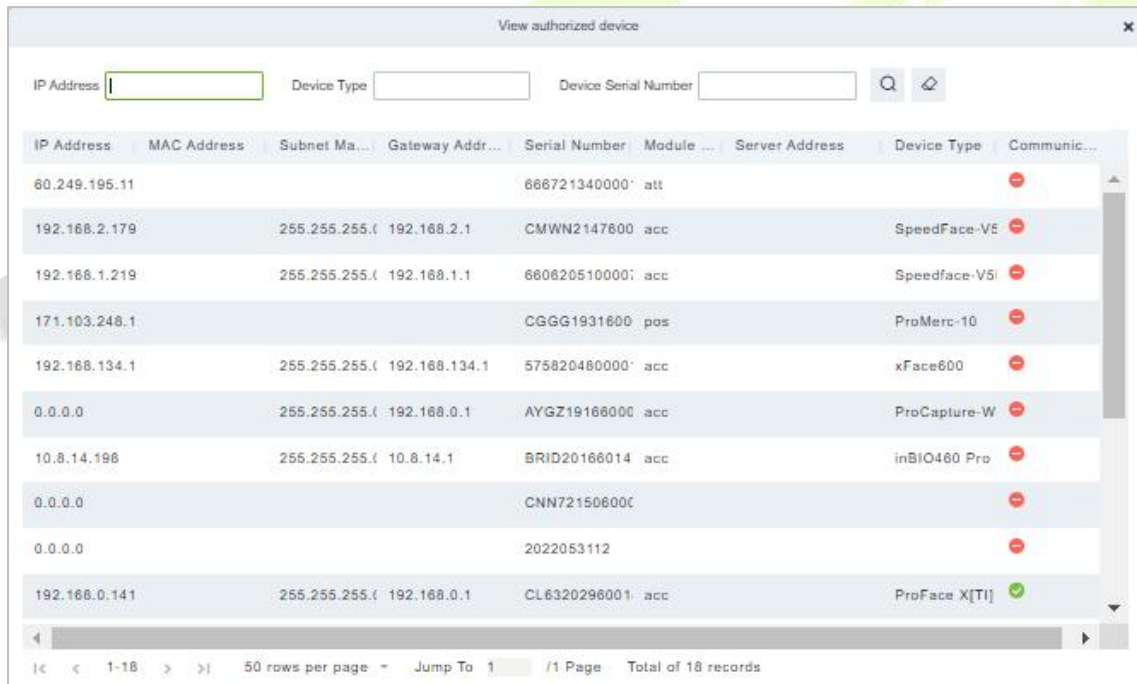 View authorized device
IP Address Device Type Device Serial Number
IP Address MAC Address Subnet Ma... Gateway Addr... Serial Number Module ... Server Address Device Type Communic...
60.249.195.11 666721340000 att
192.168.2.179 255.255.255.( 192.168.2.1 CMWN2147600 acc SpeedFace-V5
192.168.1.219 255.255.255.( 192.168.1.1 660620510000 acc Speedface-V5
171.103.248.1 CGGG1931600 pos ProMerc-10
192.168.134.1 255.255.255.( 192.168.134.1 575820480000 acc xFace600
0.0.0.0 255.255.255.( 192.168.0.1 AYGZ19166000 acc ProCapture-W
10.8.14.198 255.255.255.( 10.8.14.1 BRID20166014 acc inBIO460 Pro
0.0.0.0 CNN72150600
0.0.0.0 2022053112
192.168.0.141 255.255.255.( 192.168.0.1 CL6320296001 acc ProFace X[TI]
1-18 50 rows per page Jump To 1 /1 Page Total of 18 records